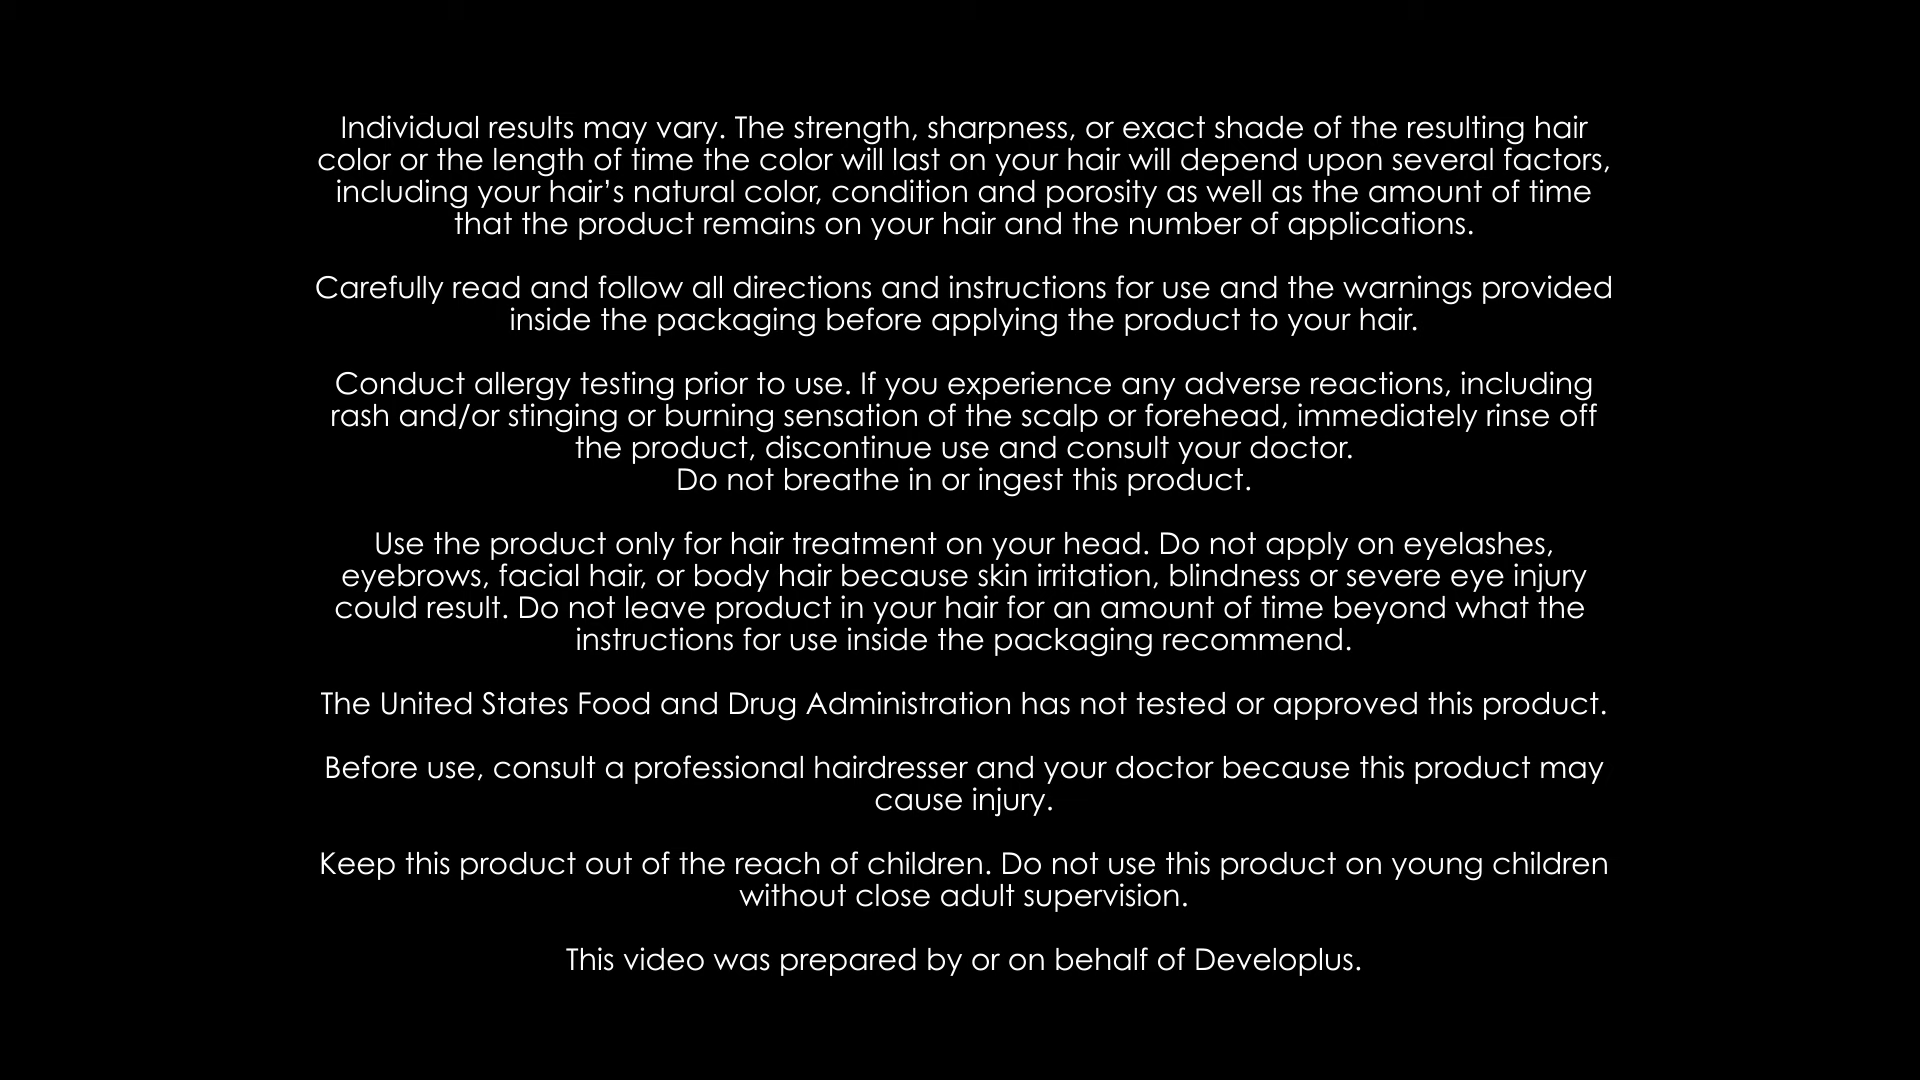 Individual results may vary. The strength, sharpness, or exact shade of the resulting hair
color or the length of time the color will last on your hair will depend upon several factors,
including your hair’s natural color, condition and porosity as well as the amount of time
that the product remains on your hair and the number of applications.
Carefully read and follow all directions and instructions for use and the warnings provided
inside the packaging before applying the product to your hair.
Conduct allergy testing prior to use. If you experience any adverse reactions, including
rash and/or stinging or burning sensation of the scalp or forehead, immediately rinse off
the product, discontinue use and consult your doctor.
Do not breathe in or ingest this product.
Use the product only for hair treatment on your head. Do not apply on eyelashes,
eyebrows, facial hair, or body hair because skin irritation, blindness or severe eye injury
could result. Do not leave product in your hair for an amount of time beyond what the
instructions for use inside the packaging recommend.
The United States Food and Drug Administration has not tested or approved this product.
Before use, consult a professional hairdresser and your doctor because this product may
cause injury.
Keep this product out of the reach of children. Do not use this product on young children
without close adult supervision.
This video was prepared by or on behalf of Developlus.